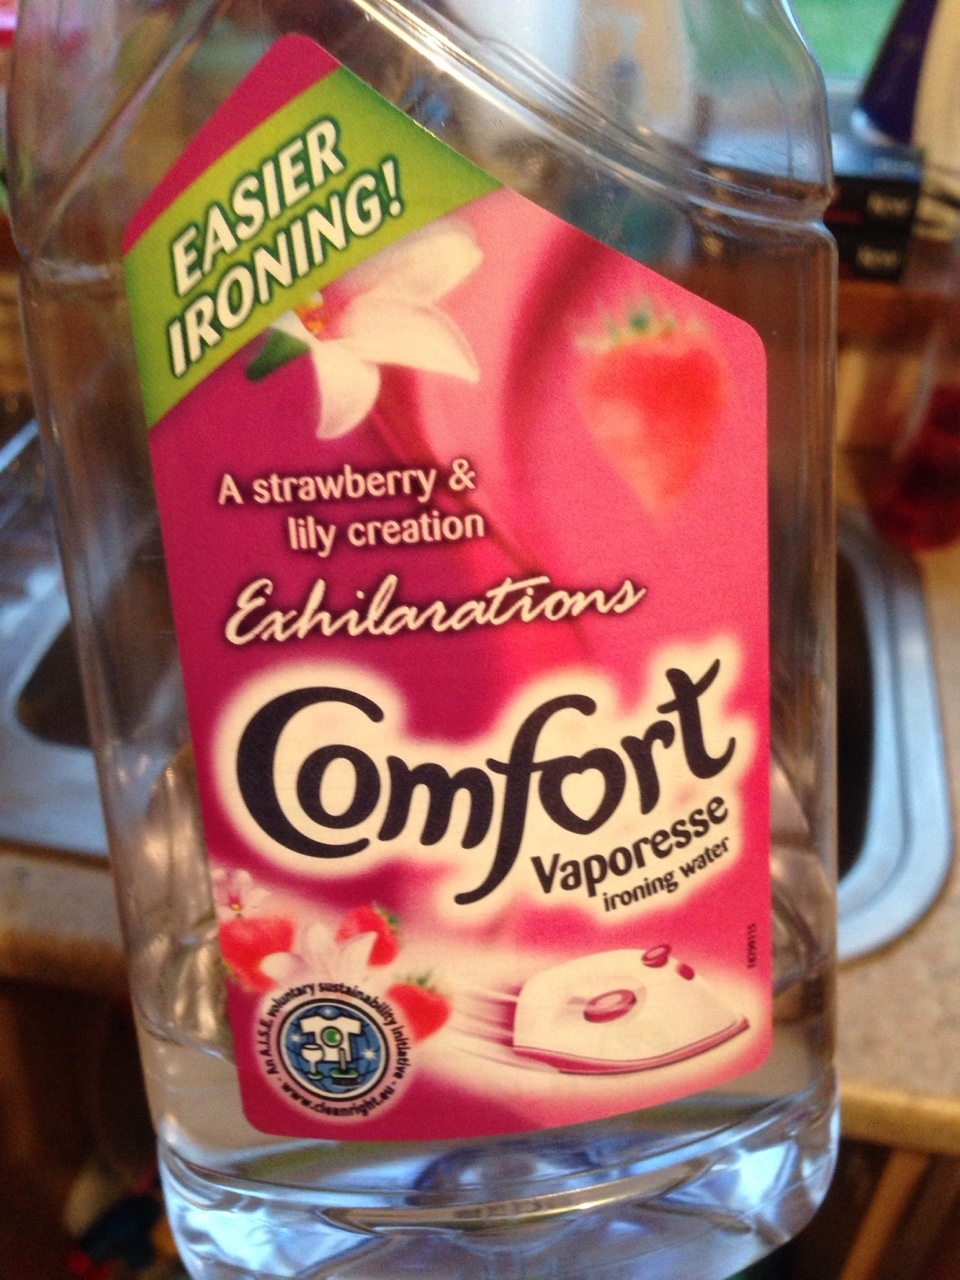 EASIER
IRONING!
A strawberry &
lily creation
Exhilarations
Comfort
Vaporesse
ironing water
An A.I.S.E. voluntary sustainability initiative
- www.cleanright.eu -